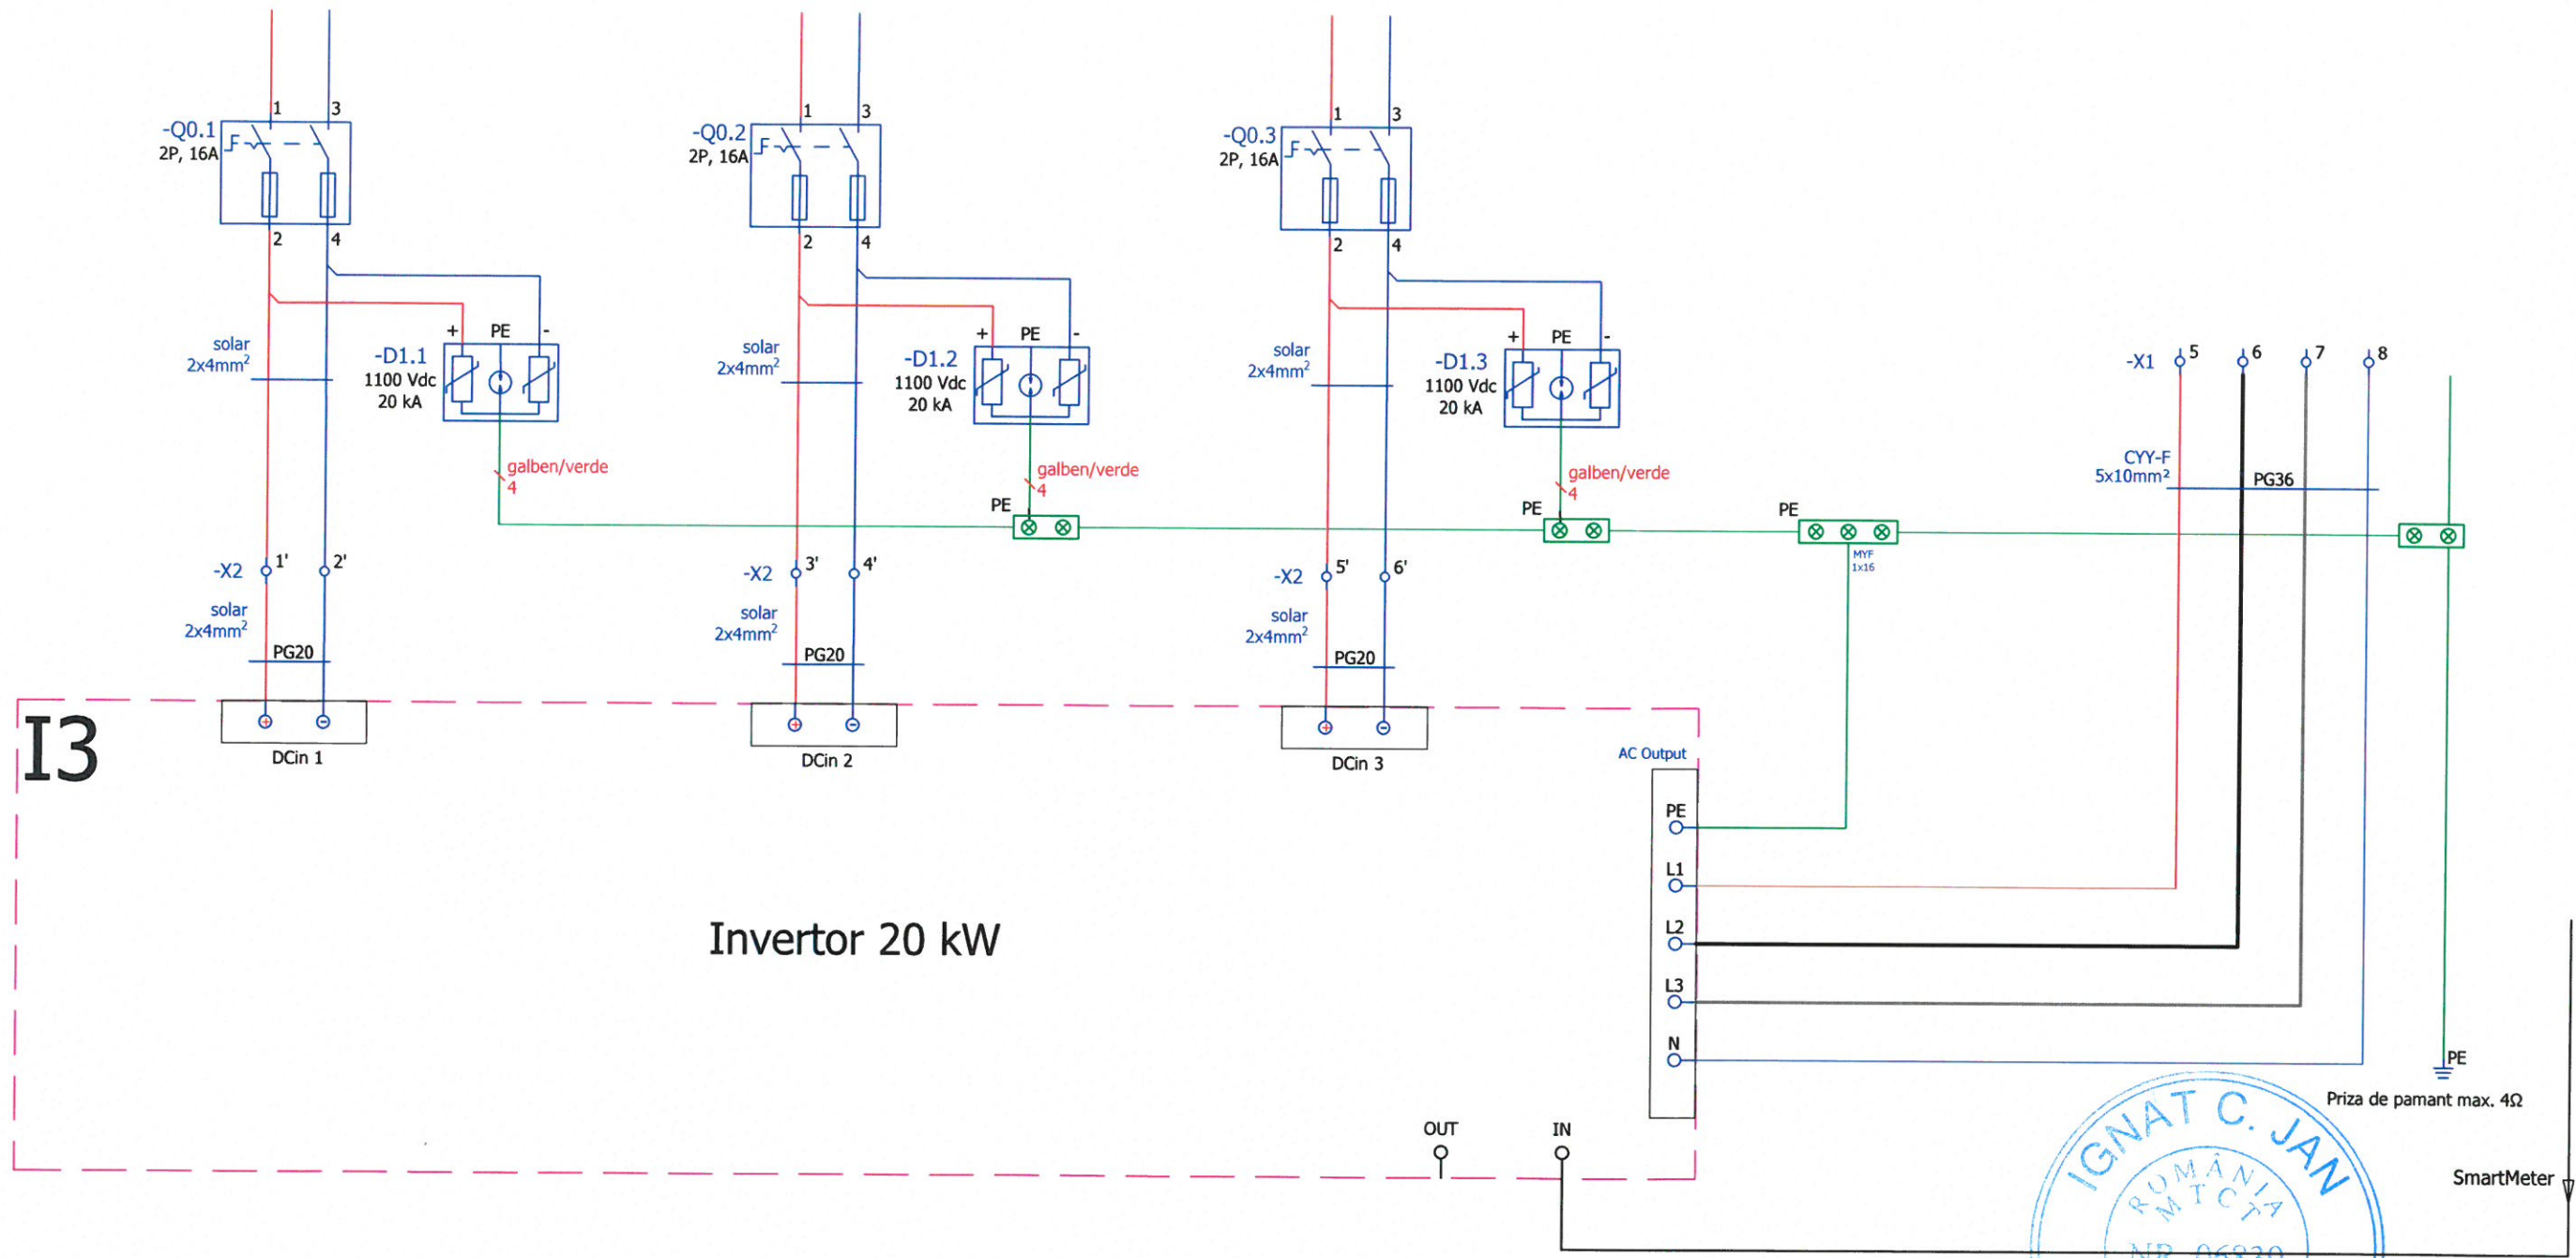 1 3
-Q0.1
2P, 16A
2 4
solar
2x4mm²
+ PE -
-D1.1
1100 Vdc
20 kA
galben/verde
4
-X2 1' 2'
solar
2x4mm²
PG20
DCin 1
1 3
-Q0.2
2P, 16A
2 4
solar
2x4mm²
+ PE -
-D1.2
1100 Vdc
20 kA
galben/verde
4
PE
-X2 3' 4'
solar
2x4mm²
PG20
DCin 2
1 3
-Q0.3
2P, 16A
2 4
solar
2x4mm²
+ PE -
-D1.3
1100 Vdc
20 kA
galben/verde
4
PE
-X2 5' 6'
solar
2x4mm²
PG20
DCin 3
PE
MYF
1x16
-X1 5 6 7 8
CYY-F
5x10mm²
PG36
I3
Invertor 20 kW
AC Output
PE
L1
L2
L3
N
OUT IN
PE
Priza de pamant max. 4Ω
SmartMeter
IGNAT C. JAN
ROMÂNIA
MTCT
NR. 06830